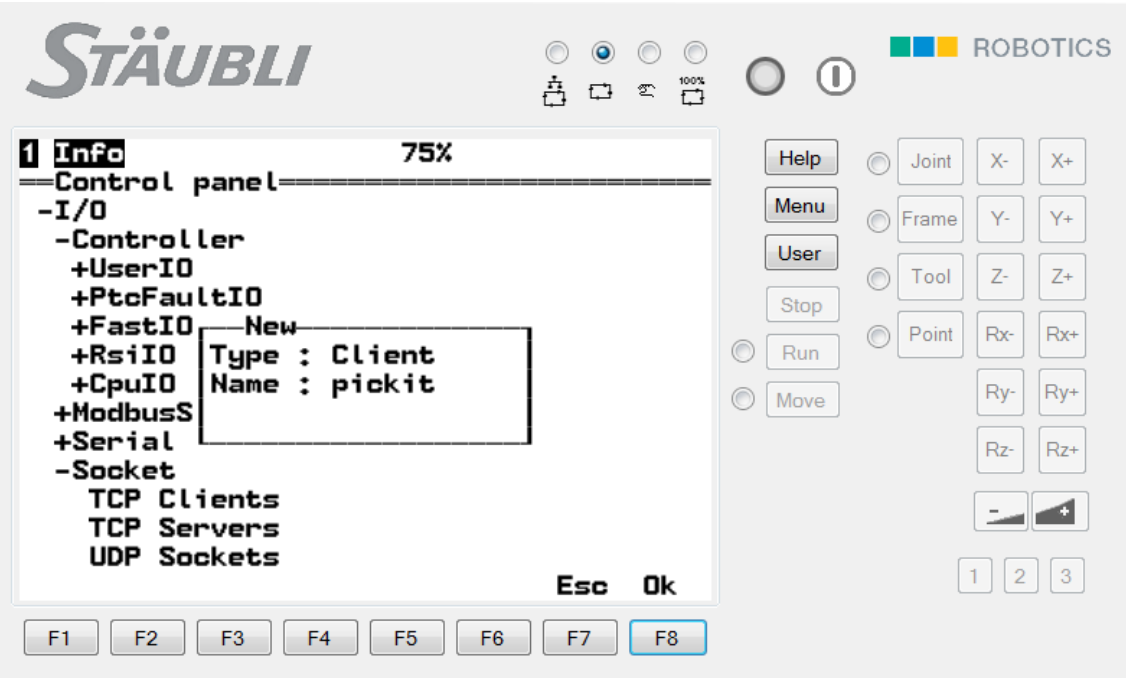 STÄUBLI
100%
ROBOTICS
1 Info 75%
Control panel
-I/O
-Controller
+UserIO
+PtcFaultIO
+FastIO
New
+RsiIO
Type : Client
+CpuIO
Name : pickit
+ModbusS
+Serial
-Socket
TCP Clients
TCP Servers
UDP Sockets
Esc Ok
F1 F2 F3 F4 F5 F6 F7 F8
Help
Menu
User
Stop
Run
Move
Joint X- X+
Frame Y- Y+
Tool Z- Z+
Point Rx- Rx+
Ry- Ry+
Rz- Rz+
- +
1 2 3